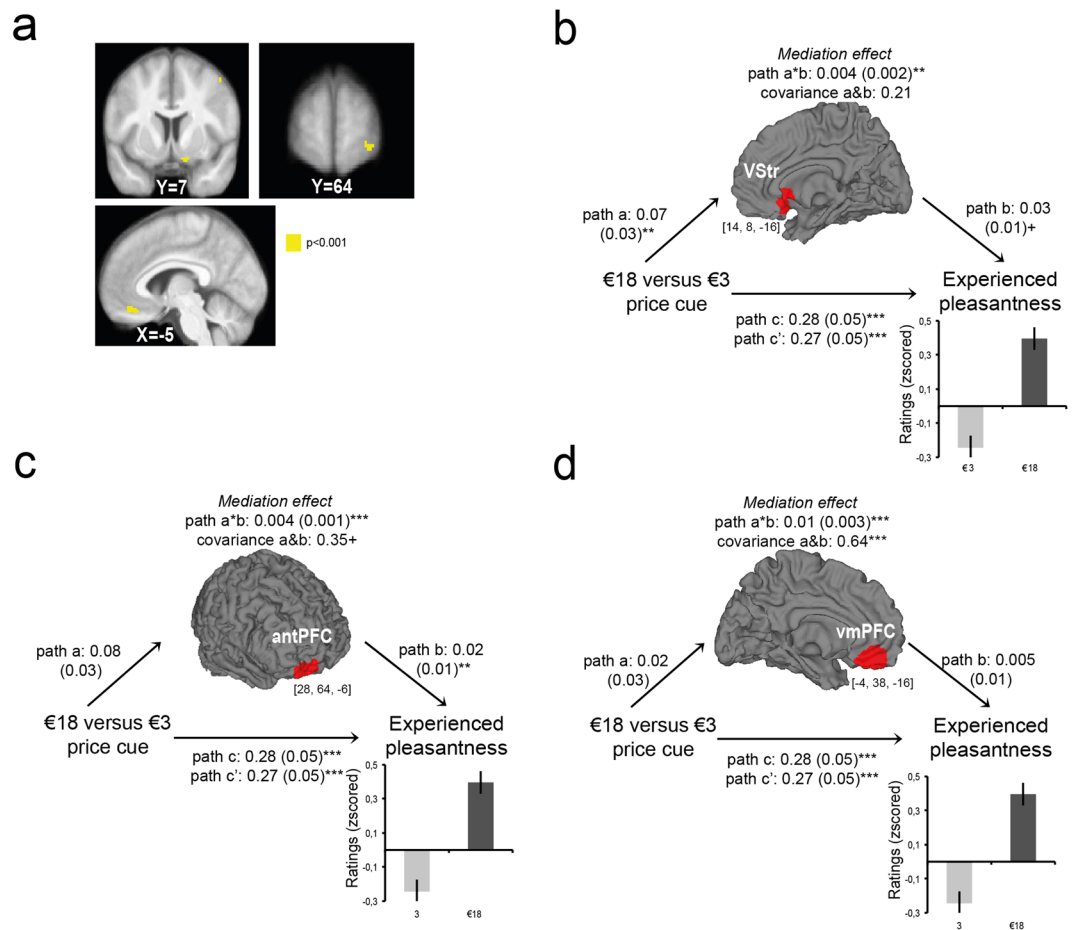 a
Y=7
Y=64
X=-5
p<0.001
b
Mediation effect
path a*b: 0.004 (0.002)**
covariance a&b: 0.21
VStr
[14, 8, -16]
path a: 0.07
(0.03)**
path b: 0.03
(0.01)+
€18 versus €3
price cue
Experienced
pleasantness
path c: 0.28 (0.05)***
path c’: 0.27 (0.05)***
Ratings (zscored)
0,5
0,3
0,1
-0,1
-0,3
€3
€18
c
Mediation effect
path a*b: 0.004 (0.001)***
covariance a&b: 0.35+
antPFC
[28, 64, -6]
path a: 0.08
(0.03)
path b: 0.02
(0.01)**
€18 versus €3
price cue
Experienced
pleasantness
path c: 0.28 (0.05)***
path c’: 0.27 (0.05)***
Ratings (zscored)
0,5
0,3
0,1
-0,1
-0,3
3
€18
d
Mediation effect
path a*b: 0.01 (0.003)***
covariance a&b: 0.64***
vmPFC
[-4, 38, -16]
path a: 0.02
(0.03)
path b: 0.005
(0.01)
€18 versus €3
price cue
Experienced
pleasantness
path c: 0.28 (0.05)***
path c’: 0.27 (0.05)***
Ratings (zscored)
0,5
0,3
0,1
-0,1
-0,3
3
€18